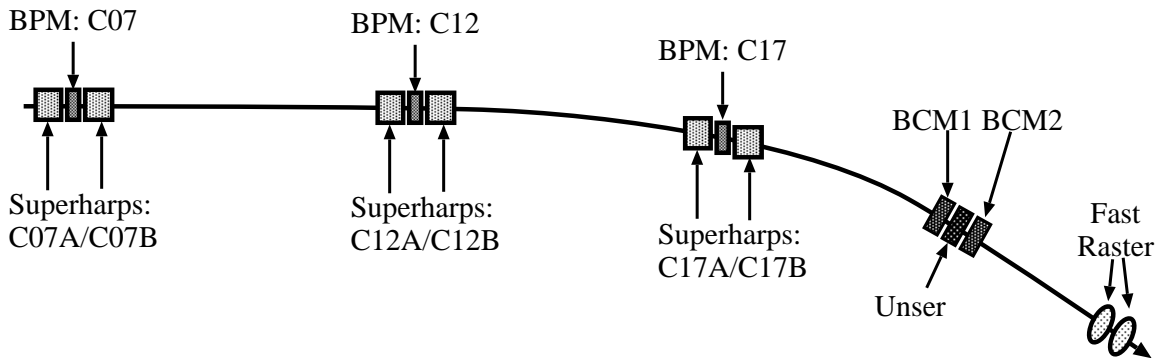 BPM: C07
BPM: C12
BPM: C17
BCM1 BCM2
Superharps:
C07A/C07B
Superharps:
C12A/C12B
Superharps:
C17A/C17B
Unser
Fast
Raster